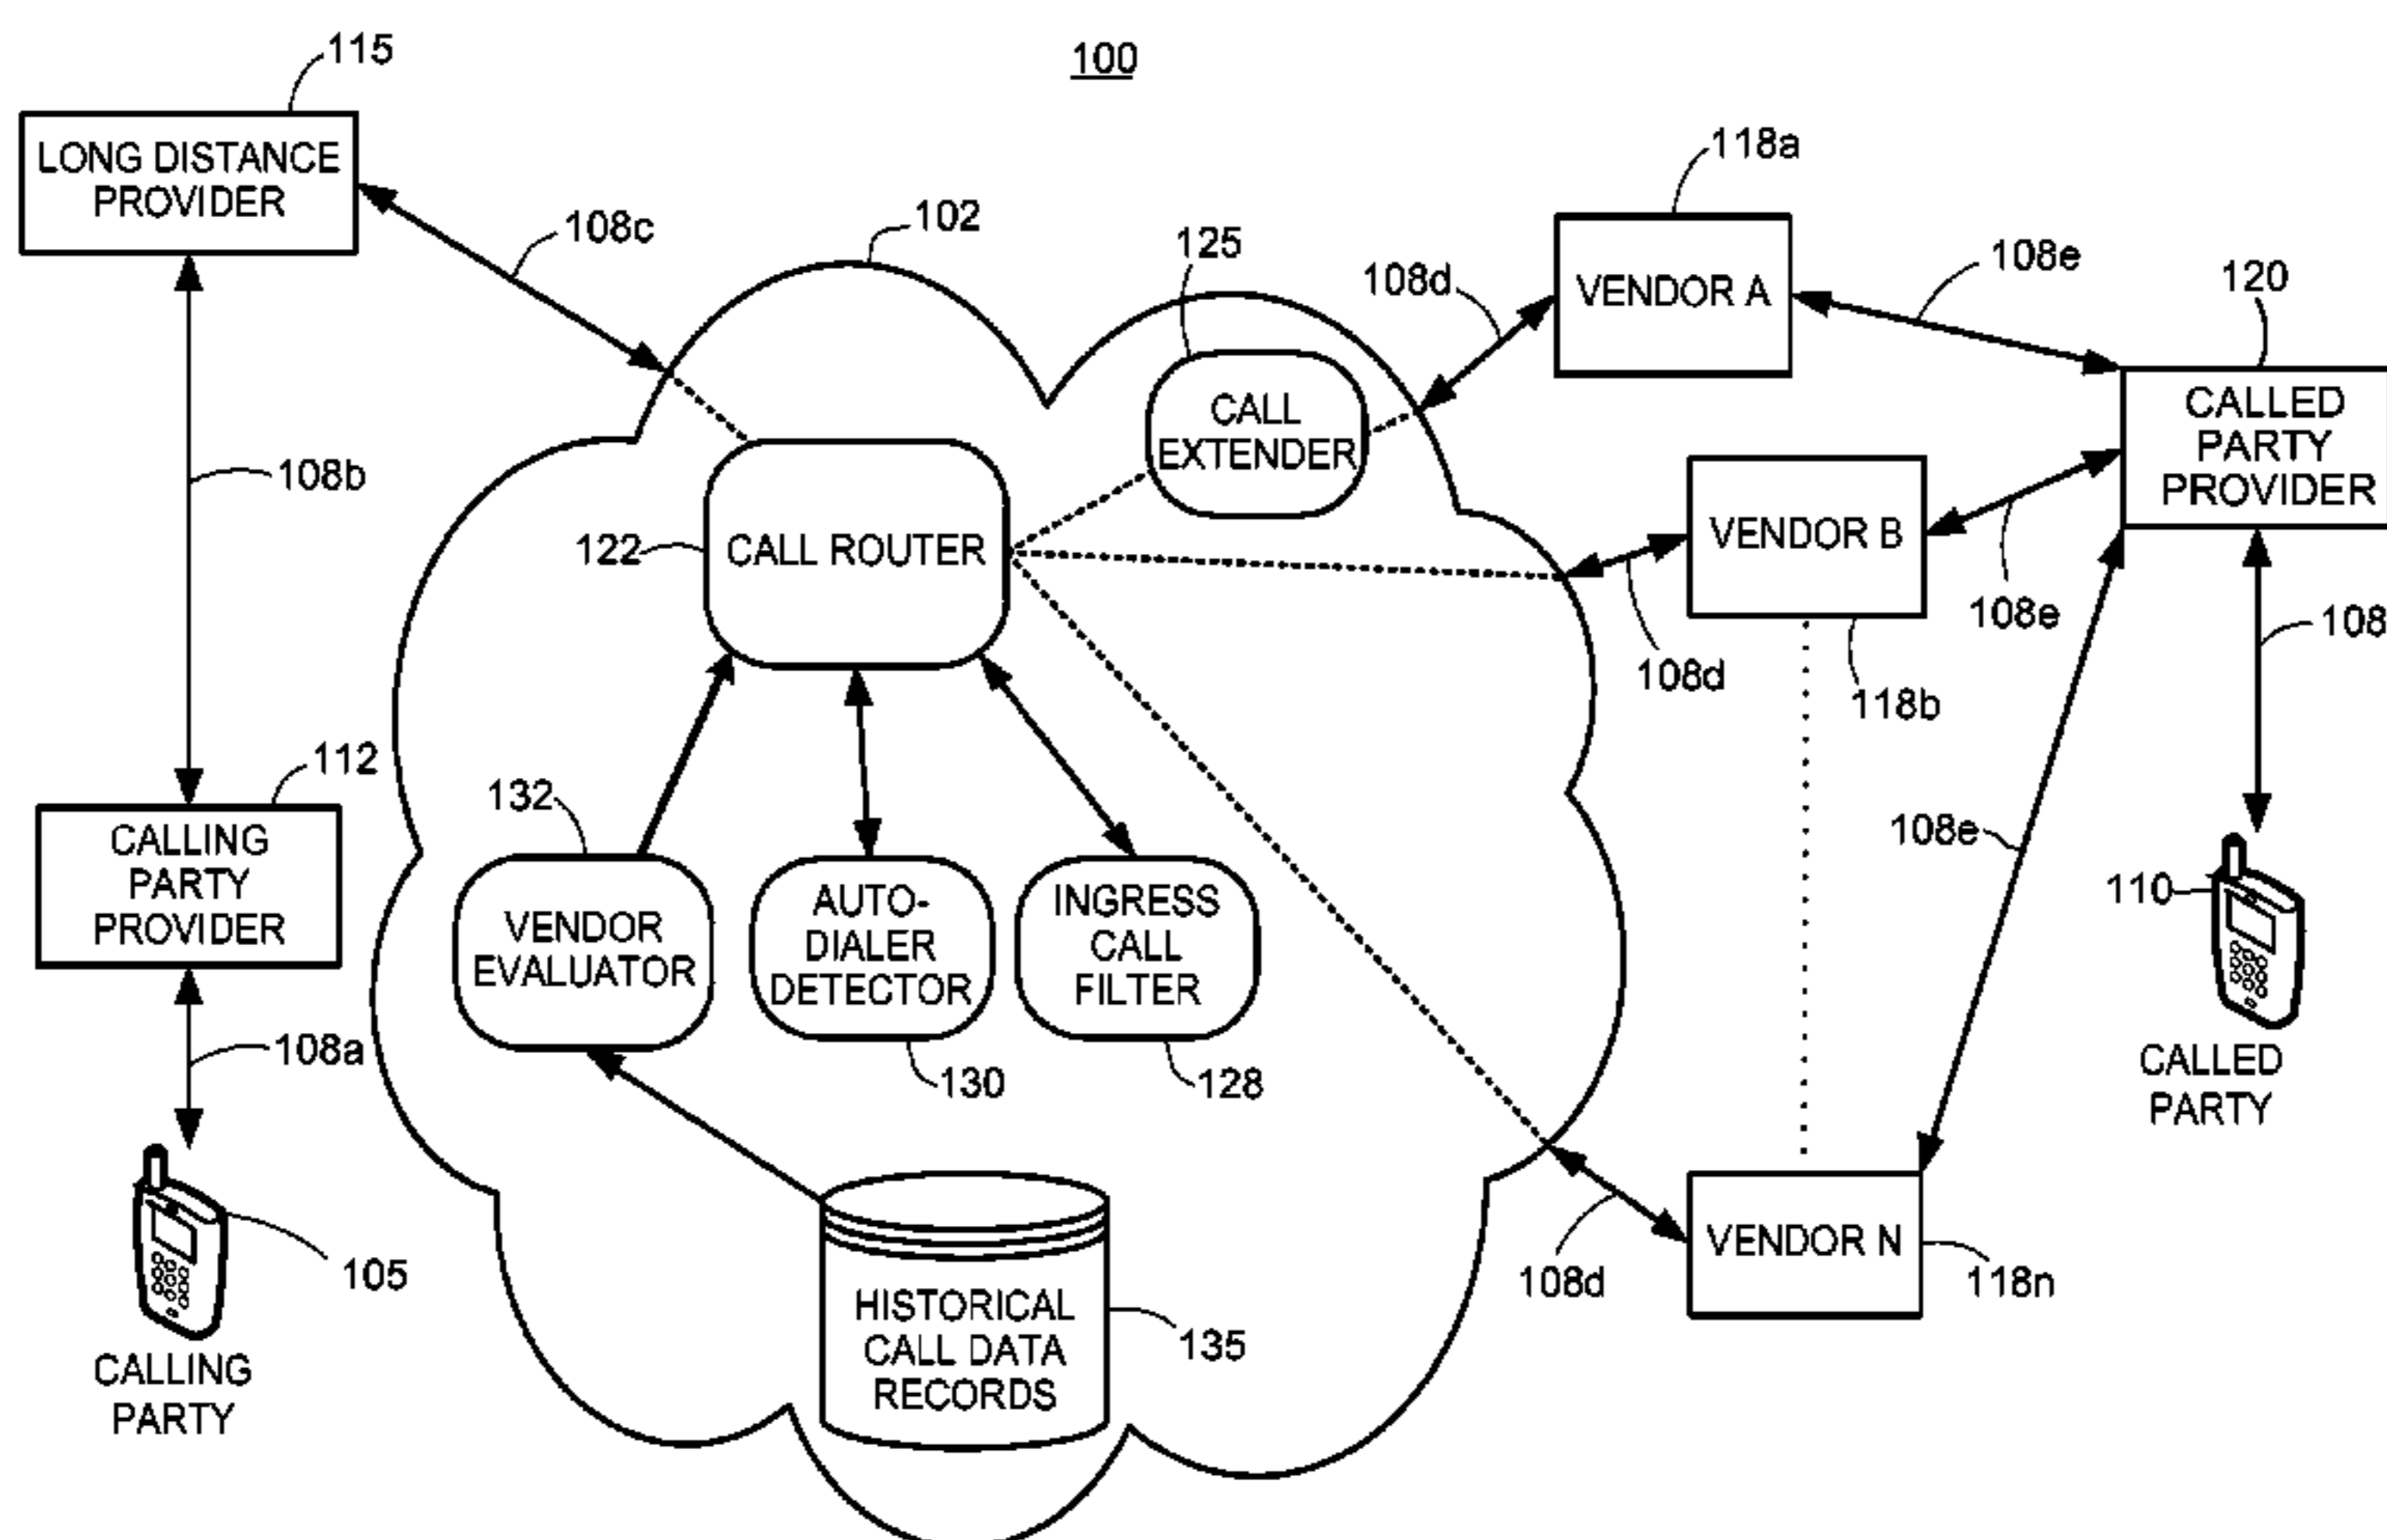 100
115
LONG DISTANCE
PROVIDER
108c
102
125
108d
118a
VENDOR A
108e
120
CALLED
PARTY
PROVIDER
CALL
EXTENDER
108b
122
CALL ROUTER
VENDOR B
108e
108
108d
118b
112
CALLING
PARTY
PROVIDER
132
VENDOR
EVALUATOR
AUTO-
DIALER
DETECTOR
INGRESS
CALL
FILTER
108e
110
108a
130
128
CALLED
PARTY
105
CALLING
PARTY
HISTORICAL
CALL DATA
RECORDS
135
108d
VENDOR N
118n